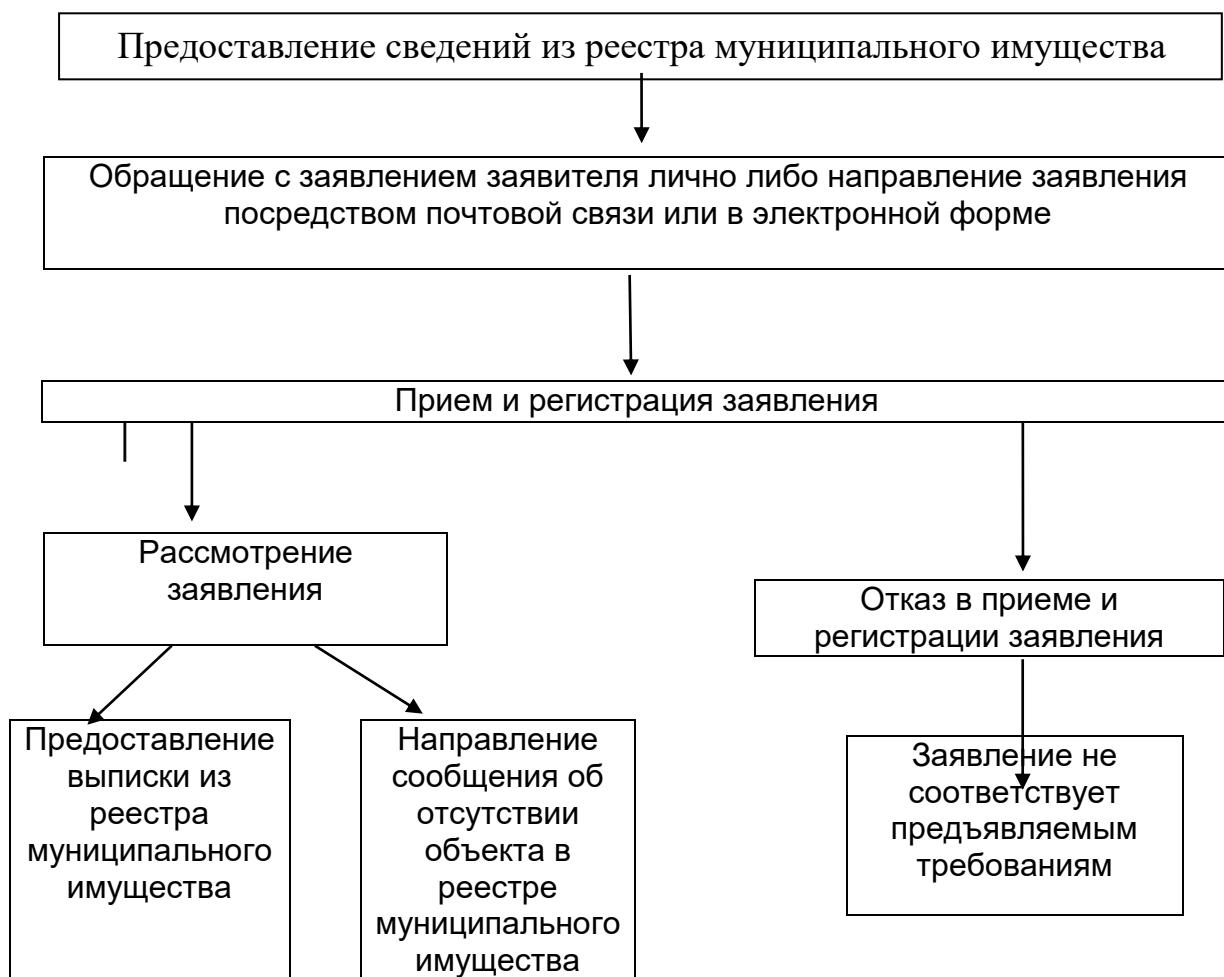 Предоставление сведений из реестра муниципального имущества
Обращение с заявлением заявителя лично либо направление заявления
посредством почтовой связи или в электронной форме
Прием и регистрация заявления
Рассмотрение
заявления
Отказ в приеме и
регистрации заявления
Предоставление
выписки из
реестра
муниципального
имущества
Направление
сообщения об
отсутствии
объекта в
реестре
муниципального
имущества
Заявление не
соответствует
предъявляемым
требованиям